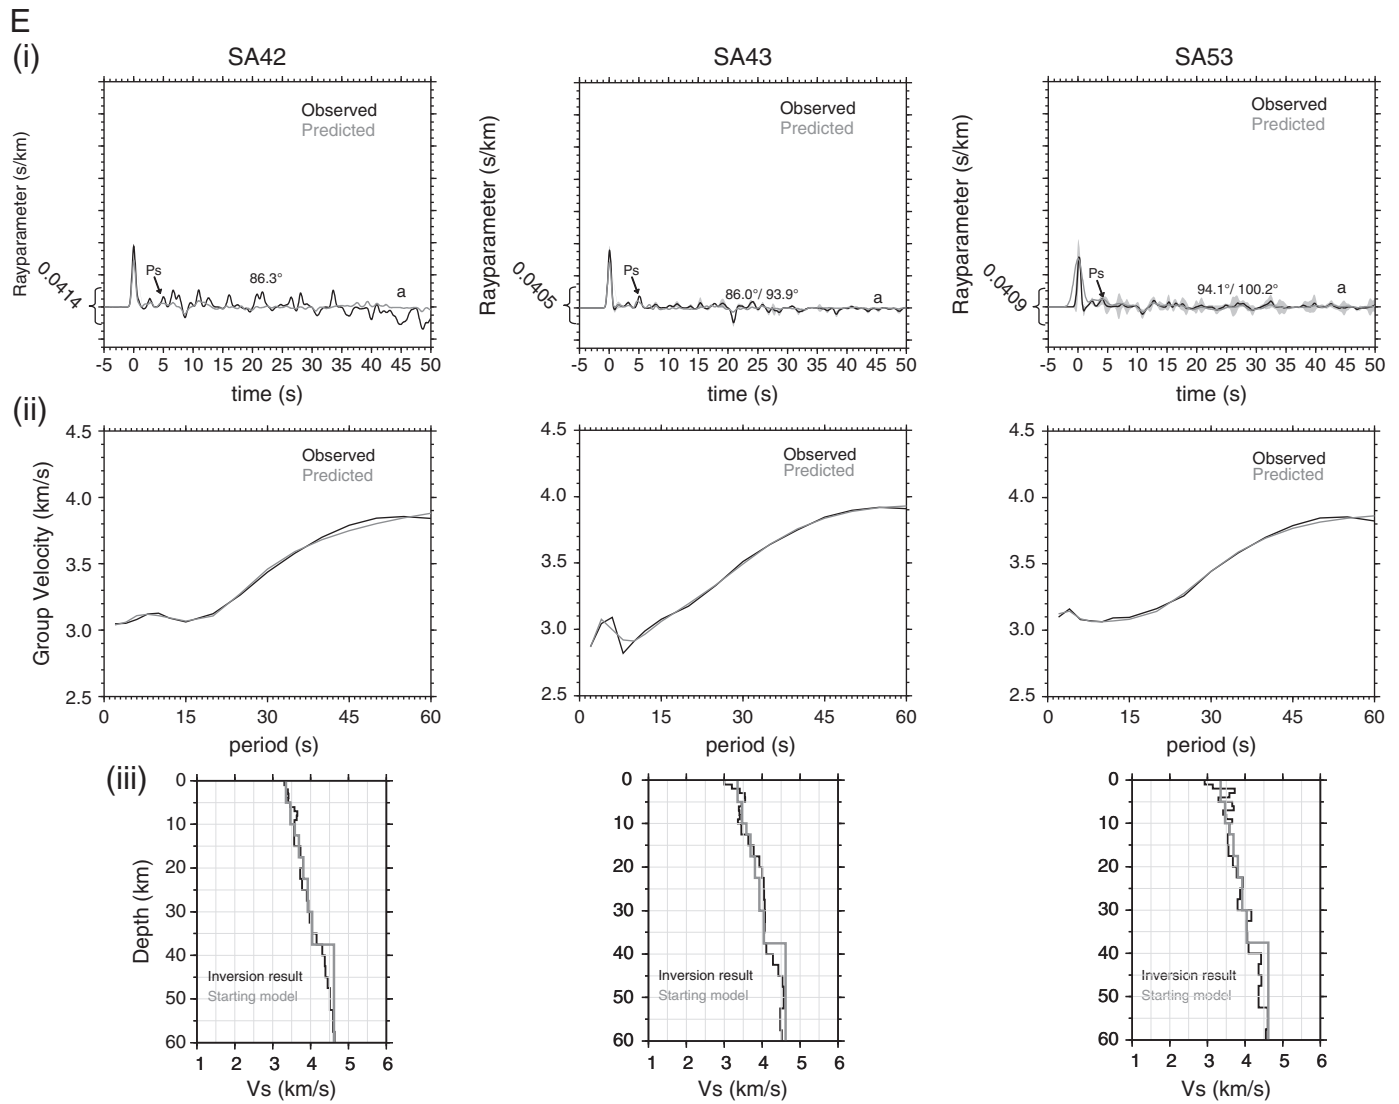 E
(i)
SA42
SA43
SA53
Observed
Predicted
Observed
Predicted
Observed
Predicted
Rayparameter (s/km)
Rayparameter (s/km)
Rayparameter (s/km)
0.0414
0.0405
0.0409
Ps
86.3°
a
Ps
86.0°/ 93.9°
a
Ps
94.1°/ 100.2°
a
-5 0 5 10 15 20 25 30 35 40 45 50
-5 0 5 10 15 20 25 30 35 40 45 50
-5 0 5 10 15 20 25 30 35 40 45 50
time (s)
time (s)
time (s)
(ii)
Group Velocity (km/s)
4.5
4.0
3.5
3.0
2.5
Observed
Predicted
4.5
4.0
3.5
3.0
2.5
Observed
Predicted
4.5
4.0
3.5
3.0
2.5
Observed
Predicted
0 15 30 45 60
0 15 30 45 60
0 15 30 45 60
period (s)
period (s)
period (s)
(iii)
Depth (km)
0
10
20
30
40
50
60
Inversion result
Starting model
0
10
20
30
40
50
60
Inversion result
Starting model
0
10
20
30
40
50
60
Inversion result
Starting model
1 2 3 4 5 6
1 2 3 4 5 6
1 2 3 4 5 6
Vs (km/s)
Vs (km/s)
Vs (km/s)